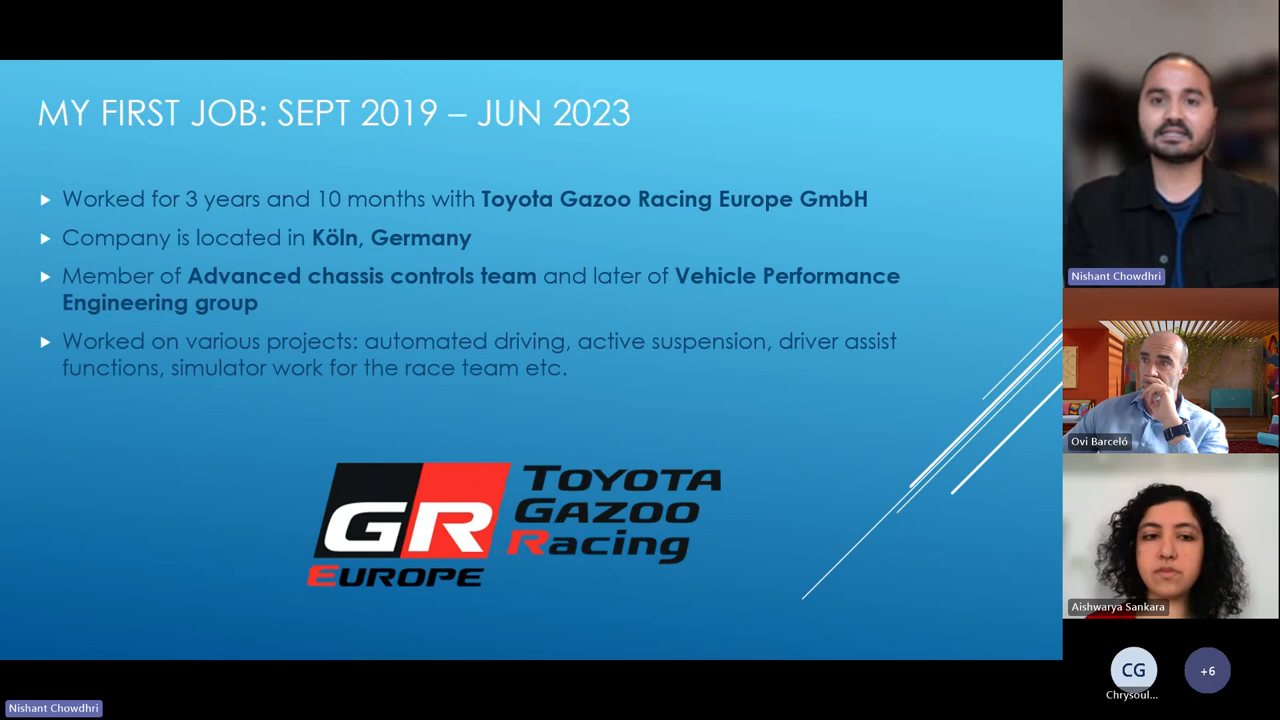 MY FIRST JOB: SEPT 2019 – JUN 2023
Worked for 3 years and 10 months with Toyota Gazoo Racing Europe GmbH
Company is located in Köln, Germany
Member of Advanced chassis controls team and later of Vehicle Performance
Engineering group
Worked on various projects: automated driving, active suspension, driver assist
functions, simulator work for the race team etc.
GR
EUROPE
TOYOTA
GAZOO
Racing
Nishant Chowdhri
Ovi Barceló
Aishwarya Sankara
CG
Chrysoul...
+6
Nishant Chowdhri